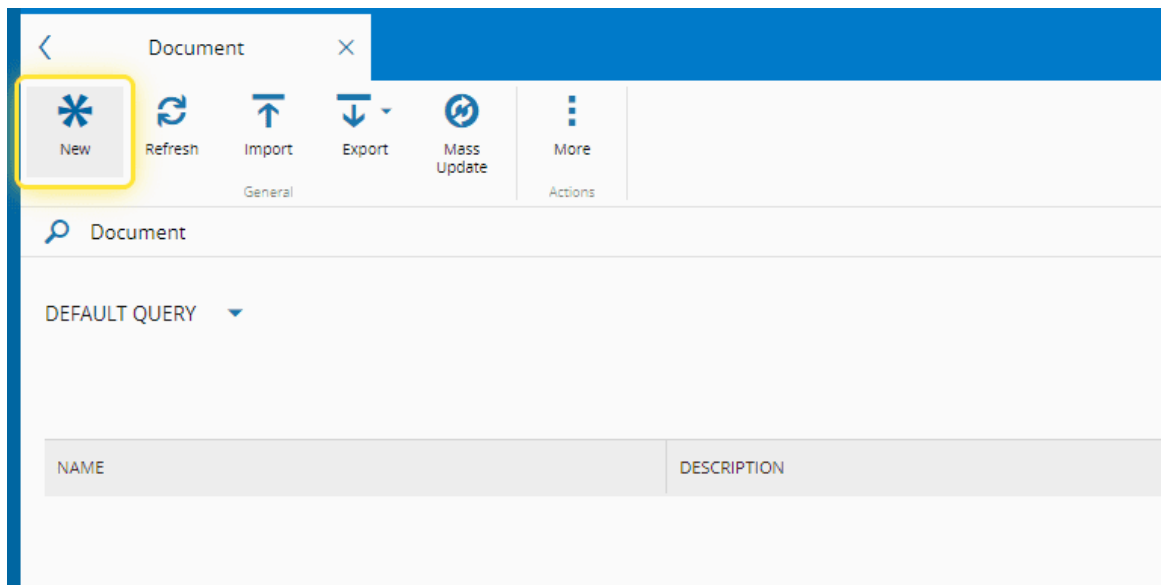 Document
New
Refresh
Import
Export
Mass
Update
More
General
Actions
Document
DEFAULT QUERY
NAME
DESCRIPTION